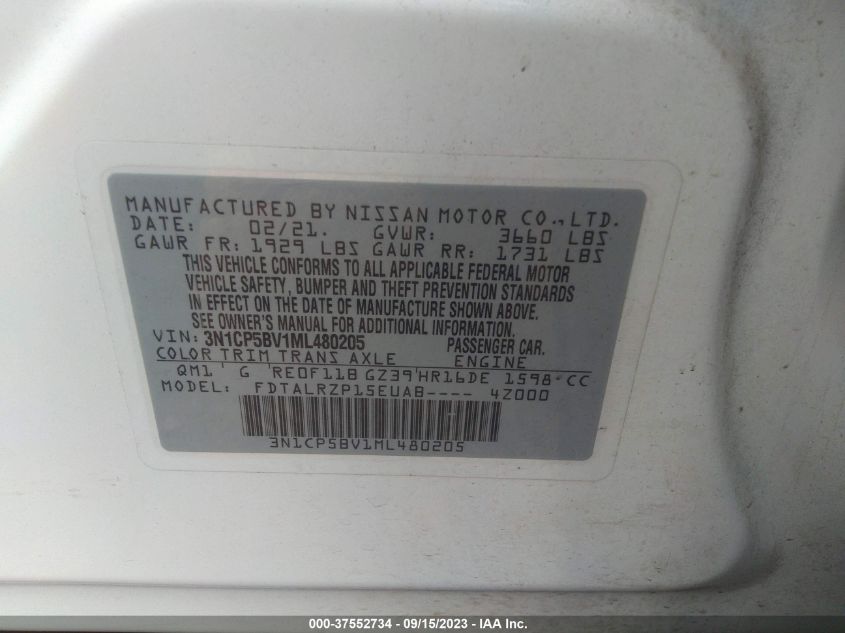 MANUFACTURED BY NISSAN MOTOR CO.,LTD.
DATE: 02/21. GVWR: 3660 LBS
GAWR FR: 1929 LBS GAWR RR: 1731 LBS
THIS VEHICLE CONFORMS TO ALL APPLICABLE FEDERAL MOTOR
VEHICLE SAFETY, BUMPER AND THEFT PREVENTION STANDARDS
IN EFFECT ON THE DATE OF MANUFACTURE SHOWN ABOVE.
SEE OWNER'S MANUAL FOR ADDITIONAL INFORMATION.
VIN: 3N1CP5BV1ML480205 PASSENGER CAR.
COLOR TRIM TRANS AXLE ENGINE
QM1 G RE0F11B GZ39 HR16DE 1598 CC
MODEL: FDTALRZP15EUAB---- 4Z000
3N1CP5BV1ML480205
000-37552734 - 09/15/2023 - IAA Inc.